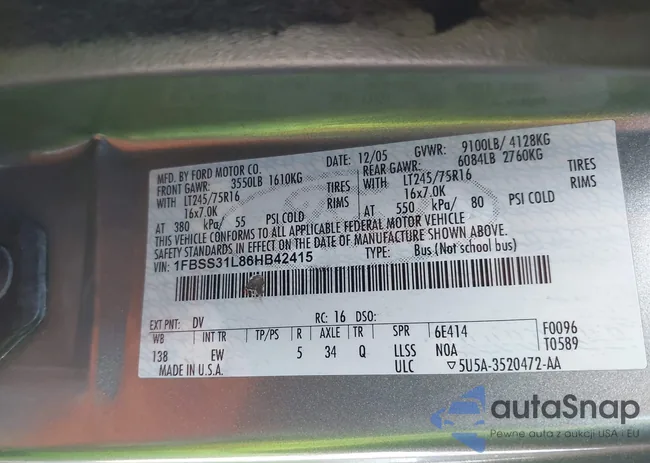 MFD. BY FORD MOTOR CO.
DATE: 12/05 GVWR: 9100LB/ 4128KG
FRONT GAWR: 3550LB 1610KG
REAR GAWR: 6084LB 2760KG
WITH LT245/75R16 TIRES
WITH LT245/75R16 TIRES
16x7.0K RIMS
16x7.0K RIMS
AT 380 kPa/ 55 PSI COLD
AT 550 kPa/ 80 PSI COLD
THIS VEHICLE CONFORMS TO ALL APPLICABLE FEDERAL MOTOR VEHICLE
SAFETY STANDARDS IN EFFECT ON THE DATE OF MANUFACTURE SHOWN ABOVE.
VIN: 1FBSS31L86HB42415 TYPE: Bus (Not school bus)
EXT PNT: DV RC: 16 DSO:
WB INT TR TP/PS R AXLE TR SPR 6E414 F0096
138 EW 5 34 Q LLSS NOA T0589
MADE IN U.S.A. ULC ▽5U5A-3520472-AA
autaSnap
Pewne auta z aukcji USA i EU